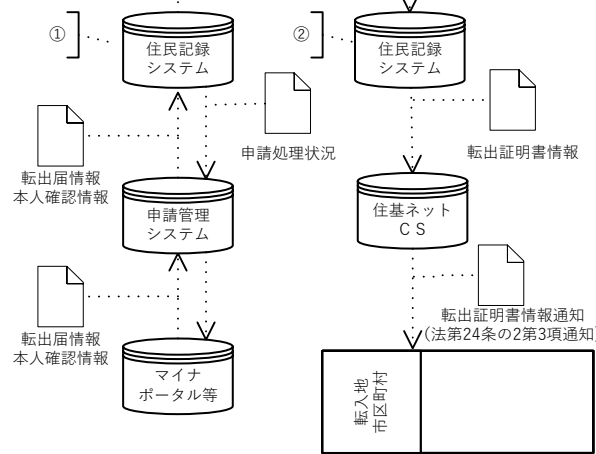 ①
住民記録
システム
②
住民記録
システム
申請処理状況
転出証明書情報
転出届情報
本人確認情報
申請管理
システム
住基ネット
ＣＳ
転出届情報
本人確認情報
転出証明書情報通知
(法第24条の2第3項通知)
マイナ
ポータル等
転入地
市区町村